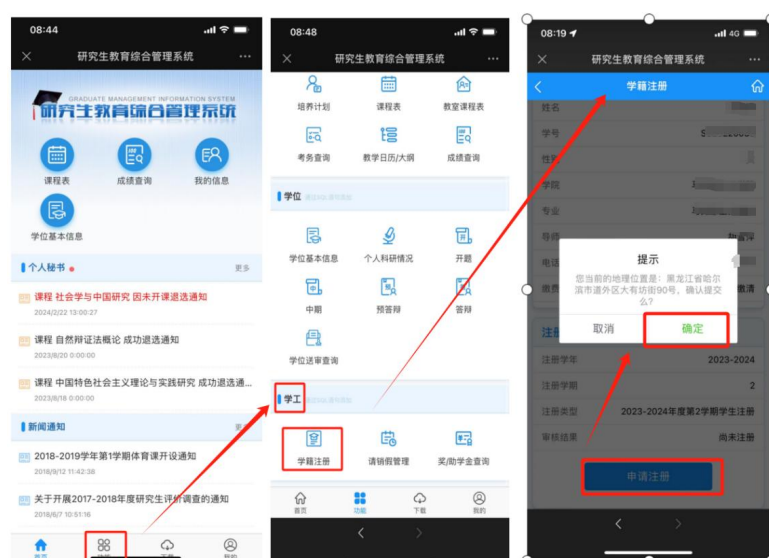 08:44
研究生教育综合管理系统
GRADUATE MANAGEMENT INFORMATION SYSTEM
研究生教育综合管理系统
课程表
成绩查询
我的信息
学位基本信息
个人秘书
更多
课程 社会学与中国研究 因未开课退选通知
2024/2/22 13:00:27
课程 自然辩证法概论 成功退选通知
2023/8/20 0:00:00
课程 中国特色社会主义理论与实践研究 成功退选通...
2023/8/18 0:00:00
新闻通知
2018-2019学年第1学期体育课开设通知
2018/9/12 11:42:36
关于开展2017-2018年度研究生评价调查的通知
2018/6/7 10:51:16
08:48
研究生教育综合管理系统
培养计划
课程表
教室课程表
考务查询
教学日历/大纲
成绩查询
学位
学位基本信息
个人科研情况
开题
中期
预答辩
答辩
学位送审查询
学工
学籍注册
请销假管理
奖/助学金查询
首页
功能
下载
我的
08:19
4G
研究生教育综合管理系统
学籍注册
姓名
学号
性别
学院
专业
导师
电话
提示
您当前的地理位置是：黑龙江省哈尔
滨市道外区大有坊街90号，确认提交
么?
取消
确定
注册学年
2023-2024
注册学期
2
注册类型
2023-2024年度第2学期学生注册
审核结果
尚未注册
申请注册